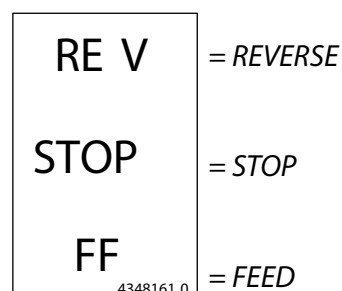 RE V = REVERSE
STOP = STOP
FF = FEED
4348161 0